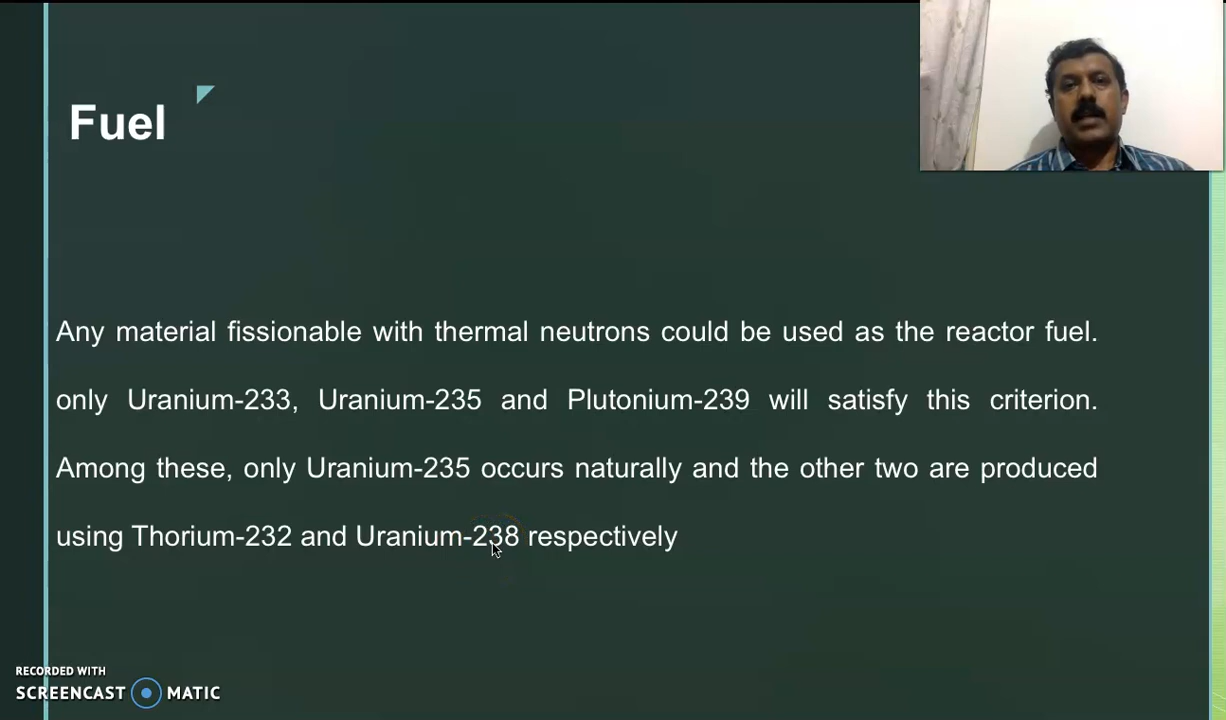 Fuel
Any material fissionable with thermal neutrons could be used as the reactor fuel.
only Uranium-233, Uranium-235 and Plutonium-239 will satisfy this criterion.
Among these, only Uranium-235 occurs naturally and the other two are produced
using Thorium-232 and Uranium-238 respectively
RECORDED WITH
SCREENCAST MATIC